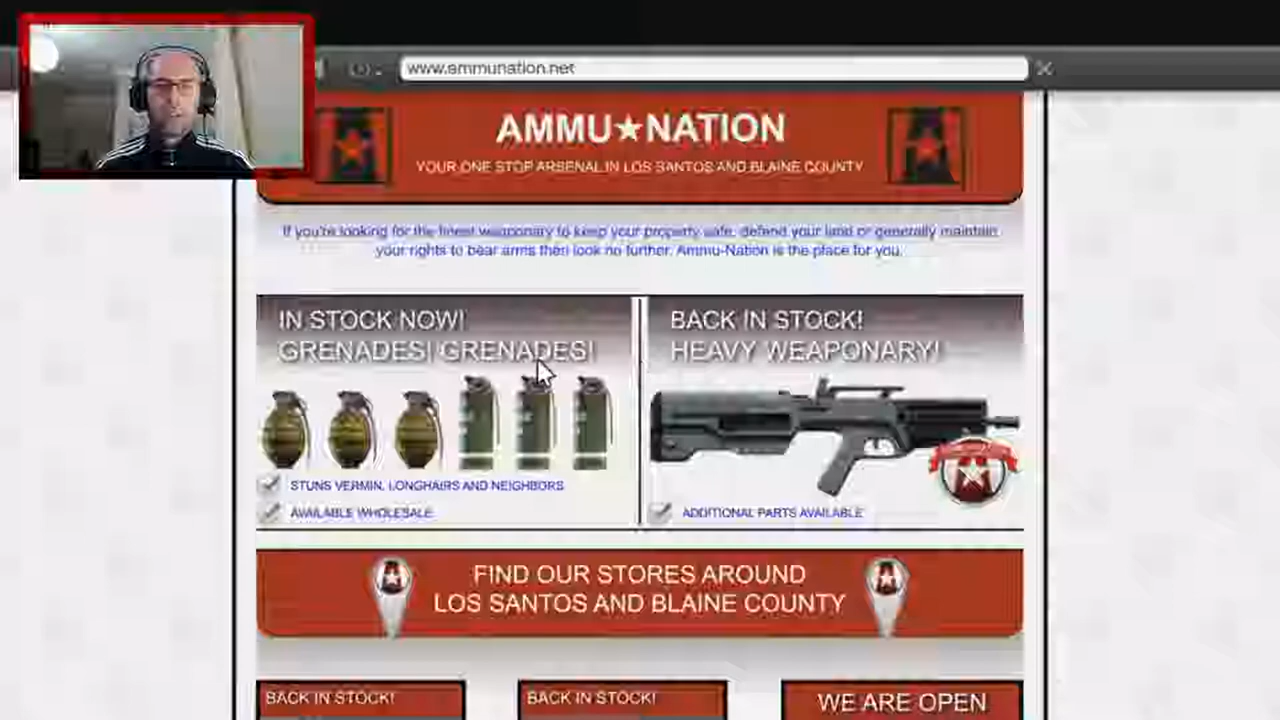 www.ammunation.net
AMMU★NATION
YOUR ONE STOP ARSENAL IN LOS SANTOS AND BLAINE COUNTY
If you're looking for the finest weaponary to keep your property safe, defend your land or generally maintain
your rights to bear arms then look no further. Ammu-Nation is the place for you.
IN STOCK NOW!
GRENADES! GRENADES!
STUNS VERMIN, LONGHAIRS AND NEIGHBORS
AVAILABLE WHOLESALE
BACK IN STOCK!
HEAVY WEAPONARY!
ADDITIONAL PARTS AVAILABLE
FIND OUR STORES AROUND
LOS SANTOS AND BLAINE COUNTY
BACK IN STOCK!
BACK IN STOCK!
WE ARE OPEN